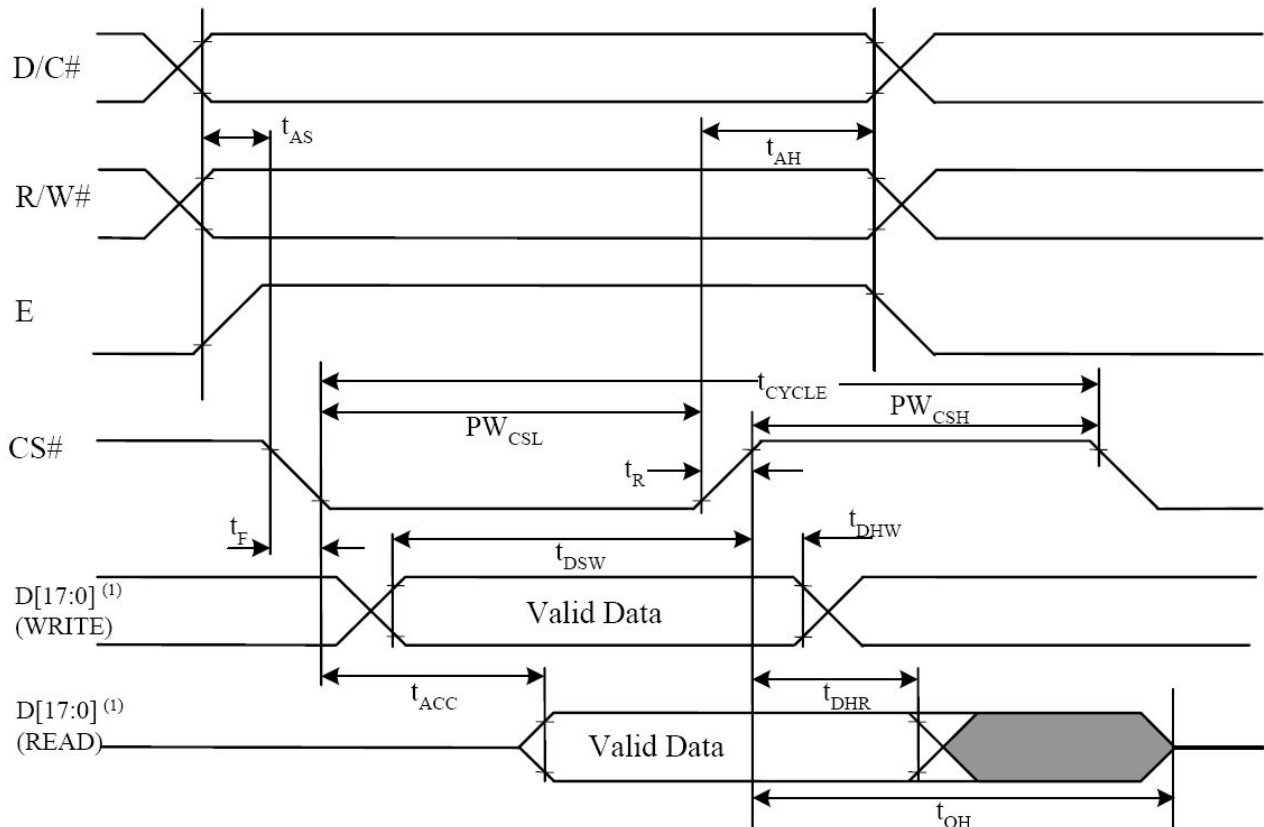 D/C#
tAS
tAH
R/W#
E
tCYCLE
PWCSL
PWCSH
CS#
tR
tF
tDSW
tDHW
D[17:0] (1)
(WRITE)
Valid Data
tACC
tDHR
D[17:0] (1)
(READ)
Valid Data
tOH